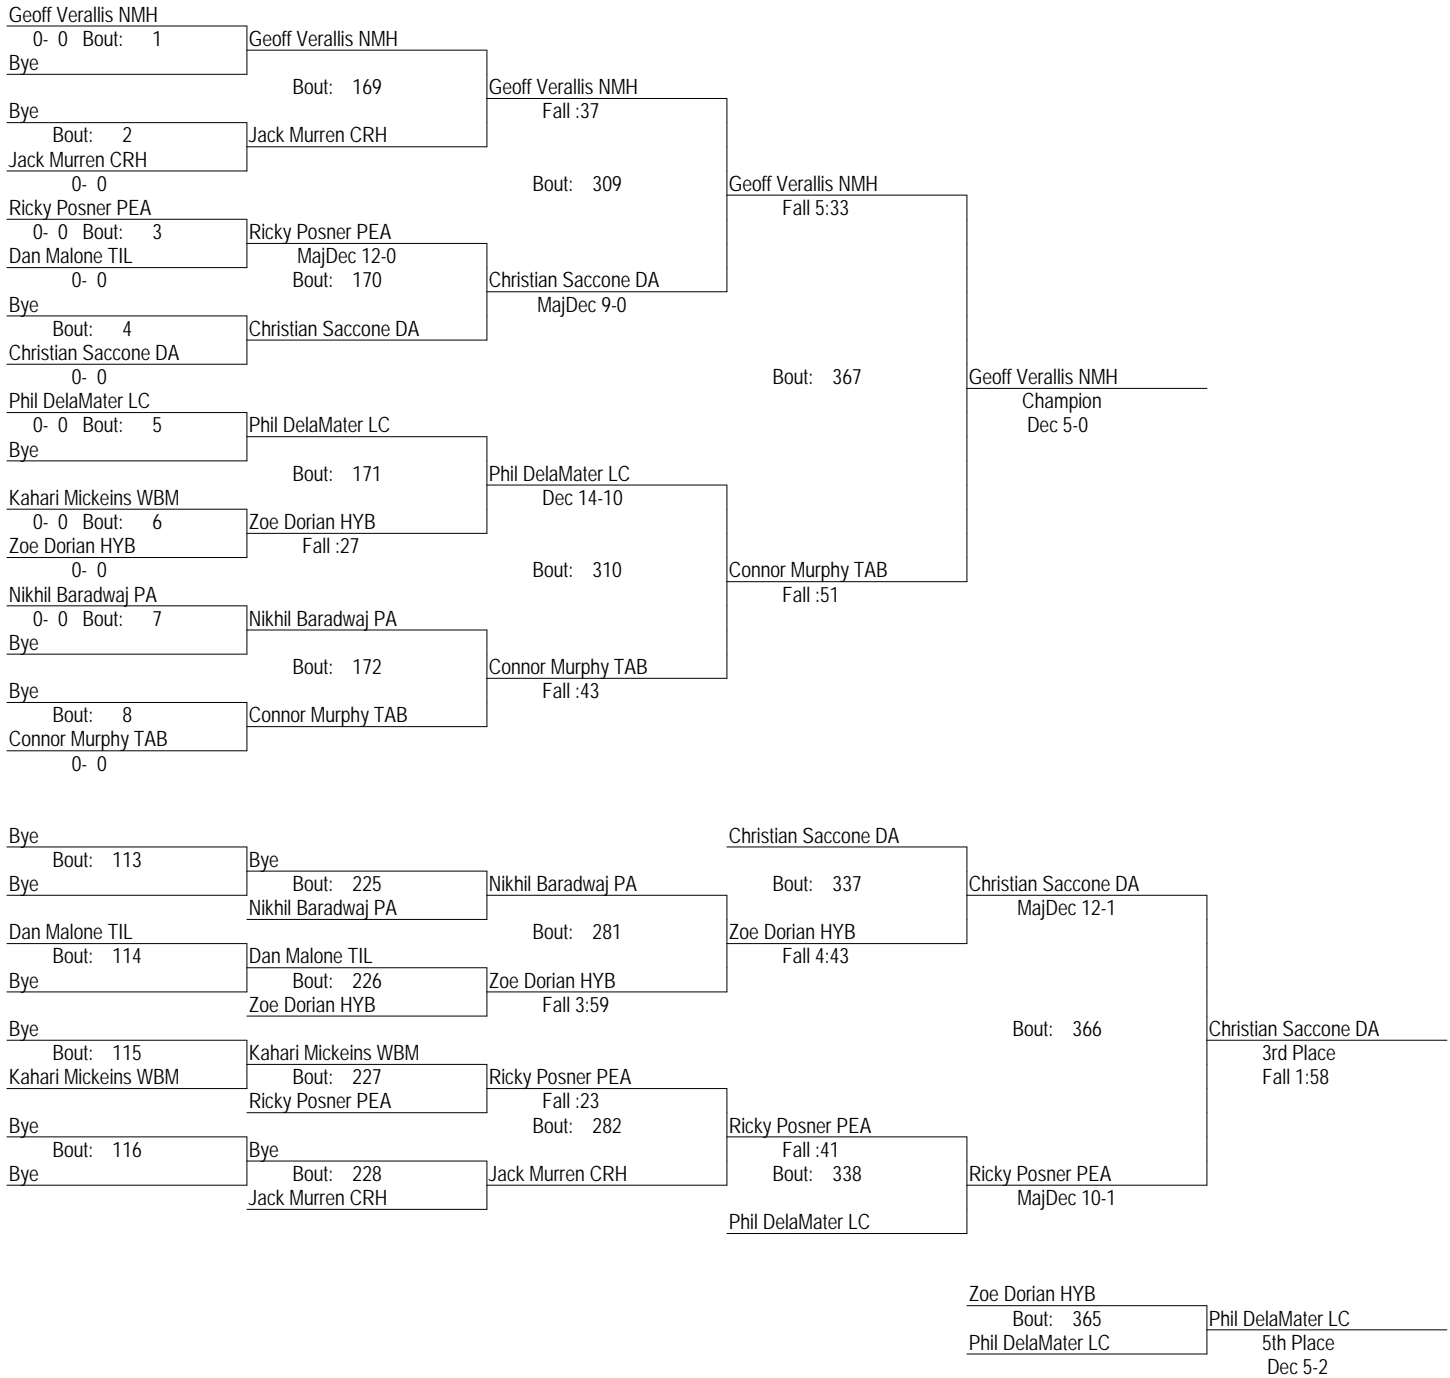 Geoff Verallis NMH
0- 0 Bout: 1
Geoff Verallis NMH
Bye
Bout: 169
Geoff Verallis NMH
Bye
Fall :37
Bout: 2
Jack Murren CRH
Jack Murren CRH
0- 0
Bout: 309
Geoff Verallis NMH
Ricky Posner PEA
Fall 5:33
0- 0 Bout: 3
Ricky Posner PEA
Dan Malone TIL
MajDec 12-0
0- 0
Bout: 170
Christian Saccone DA
Bye
MajDec 9-0
Bout: 4
Christian Saccone DA
Christian Saccone DA
0- 0
Bout: 367
Geoff Verallis NMH
Phil DelaMater LC
Champion
0- 0 Bout: 5
Phil DelaMater LC
Dec 5-0
Bye
Bout: 171
Phil DelaMater LC
Kahari Mickeins WBM
Dec 14-10
0- 0 Bout: 6
Zoe Dorian HYB
Zoe Dorian HYB
Fall :27
0- 0
Bout: 310
Connor Murphy TAB
Nikhil Baradwaj PA
Fall :51
0- 0 Bout: 7
Nikhil Baradwaj PA
Bye
Bout: 172
Connor Murphy TAB
Bye
Fall :43
Bout: 8
Connor Murphy TAB
Connor Murphy TAB
0- 0
Bye
Christian Saccone DA
Bout: 113
Bye
Bye
Bout: 225
Nikhil Baradwaj PA
Bout: 337
Christian Saccone DA
Nikhil Baradwaj PA
MajDec 12-1
Dan Malone TIL
Bout: 281
Zoe Dorian HYB
Bout: 114
Dan Malone TIL
Fall 4:43
Bye
Bout: 226
Zoe Dorian HYB
Zoe Dorian HYB
Fall 3:59
Bye
Bout: 366
Christian Saccone DA
Bout: 115
Kahari Mickeins WBM
3rd Place
Kahari Mickeins WBM
Bout: 227
Ricky Posner PEA
Fall 1:58
Ricky Posner PEA
Fall :23
Bye
Bout: 282
Ricky Posner PEA
Bout: 116
Bye
Fall :41
Bye
Bout: 228
Jack Murren CRH
Bout: 338
Ricky Posner PEA
Jack Murren CRH
MajDec 10-1
Phil DelaMater LC
Zoe Dorian HYB
Bout: 365
Phil DelaMater LC
Phil DelaMater LC
5th Place
Dec 5-2